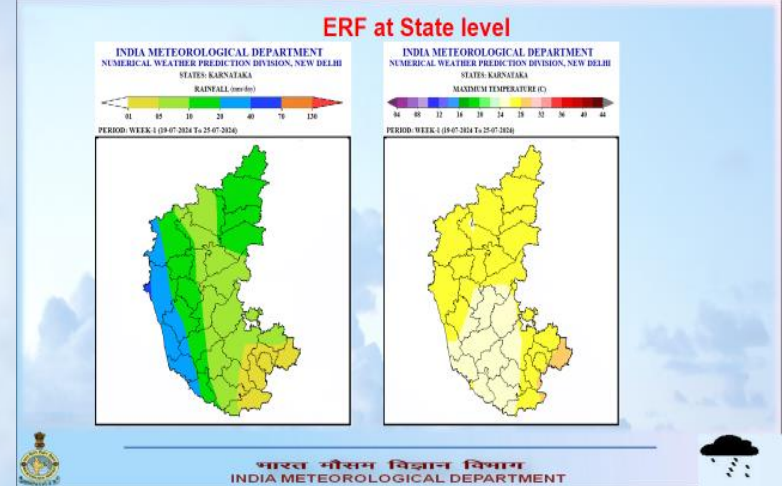 ERF at State level
INDIA METEOROLOGICAL DEPARTMENT
NUMERICAL WEATHER PREDICTION DIVISION, NEW DELHI
STATES: KARNATAKA
RAINFALL (mm/day)
01 05 10 20 40 70 130
PERIOD: WEEK-1 (19-07-2024 To 25-07-2024)
INDIA METEOROLOGICAL DEPARTMENT
NUMERICAL WEATHER PREDICTION DIVISION, NEW DELHI
STATES: KARNATAKA
MAXIMUM TEMPERATURE (C)
04 08 12 16 20 24 28 32 36 40 44
PERIOD: WEEK-1 (19-07-2024 To 25-07-2024)
भारत मौसम विज्ञान विभाग
INDIA METEOROLOGICAL DEPARTMENT